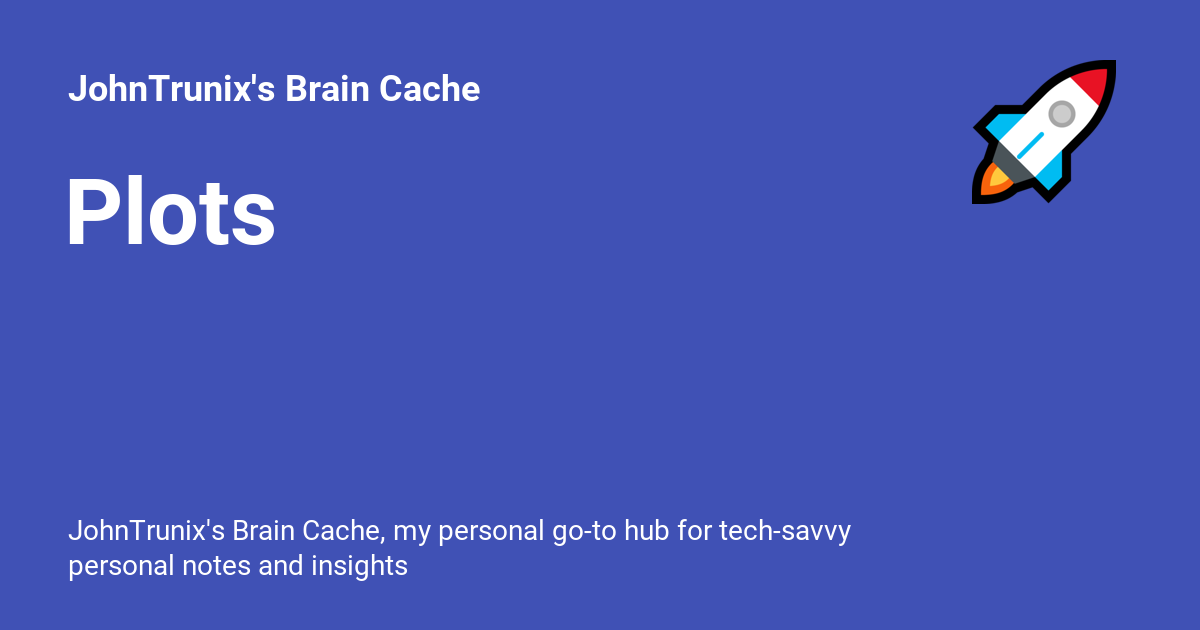 JohnTrunix's Brain Cache
Plots
JohnTrunix's Brain Cache, my personal go-to hub for tech-savvy
personal notes and insights